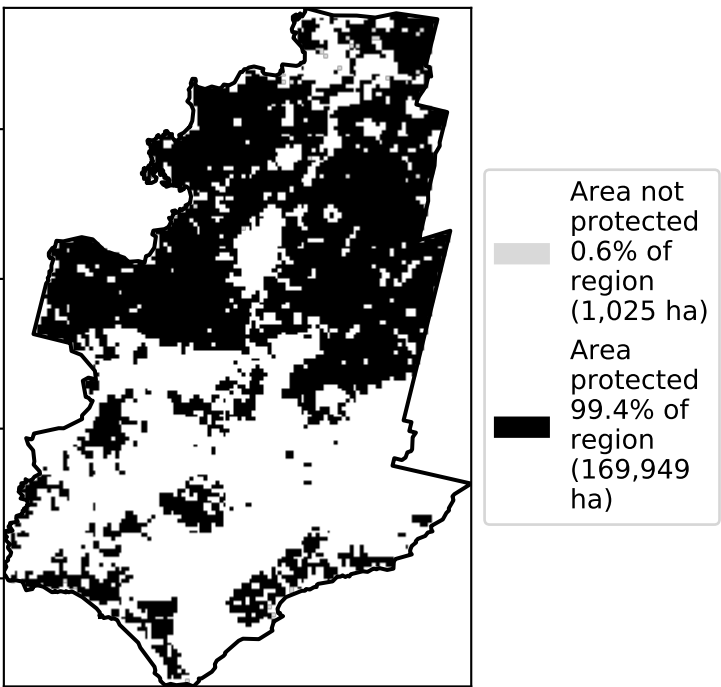 Area not
protected
0.6% of
region
(1,025 ha)
Area
protected
99.4% of
region
(169,949
ha)